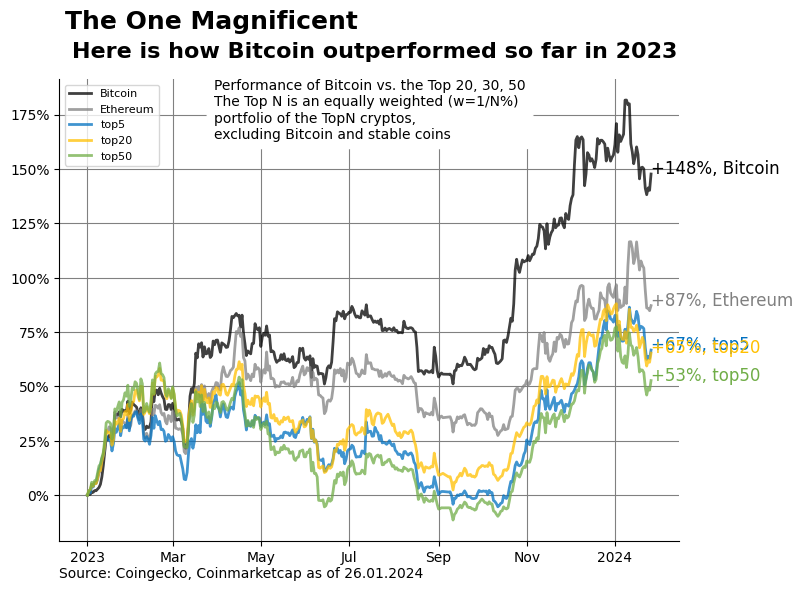 The One Magnificent
Here is how Bitcoin outperformed so far in 2023
Bitcoin
Ethereum
top5
top20
top50
Performance of Bitcoin vs. the Top 20, 30, 50
The Top N is an equally weighted (w=1/N%)
portfolio of the TopN cryptos,
excluding Bitcoin and stable coins
175%
150%
125%
100%
75%
50%
25%
0%
+148%, Bitcoin
+87%, Ethereum
+67%, top5
+65%, top20
+53%, top50
2023 Mar May Jul Sep Nov 2024
Source: Coingecko, Coinmarketcap as of 26.01.2024